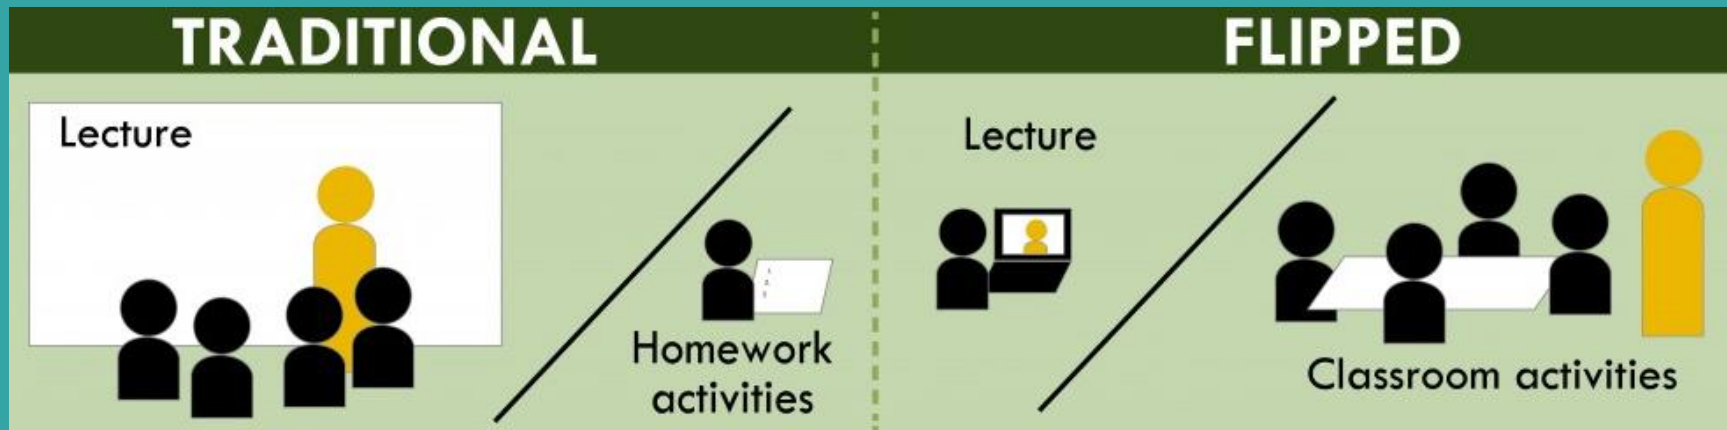 TRADITIONAL
Lecture
Homework
activities
FLIPPED
Lecture
Classroom activities